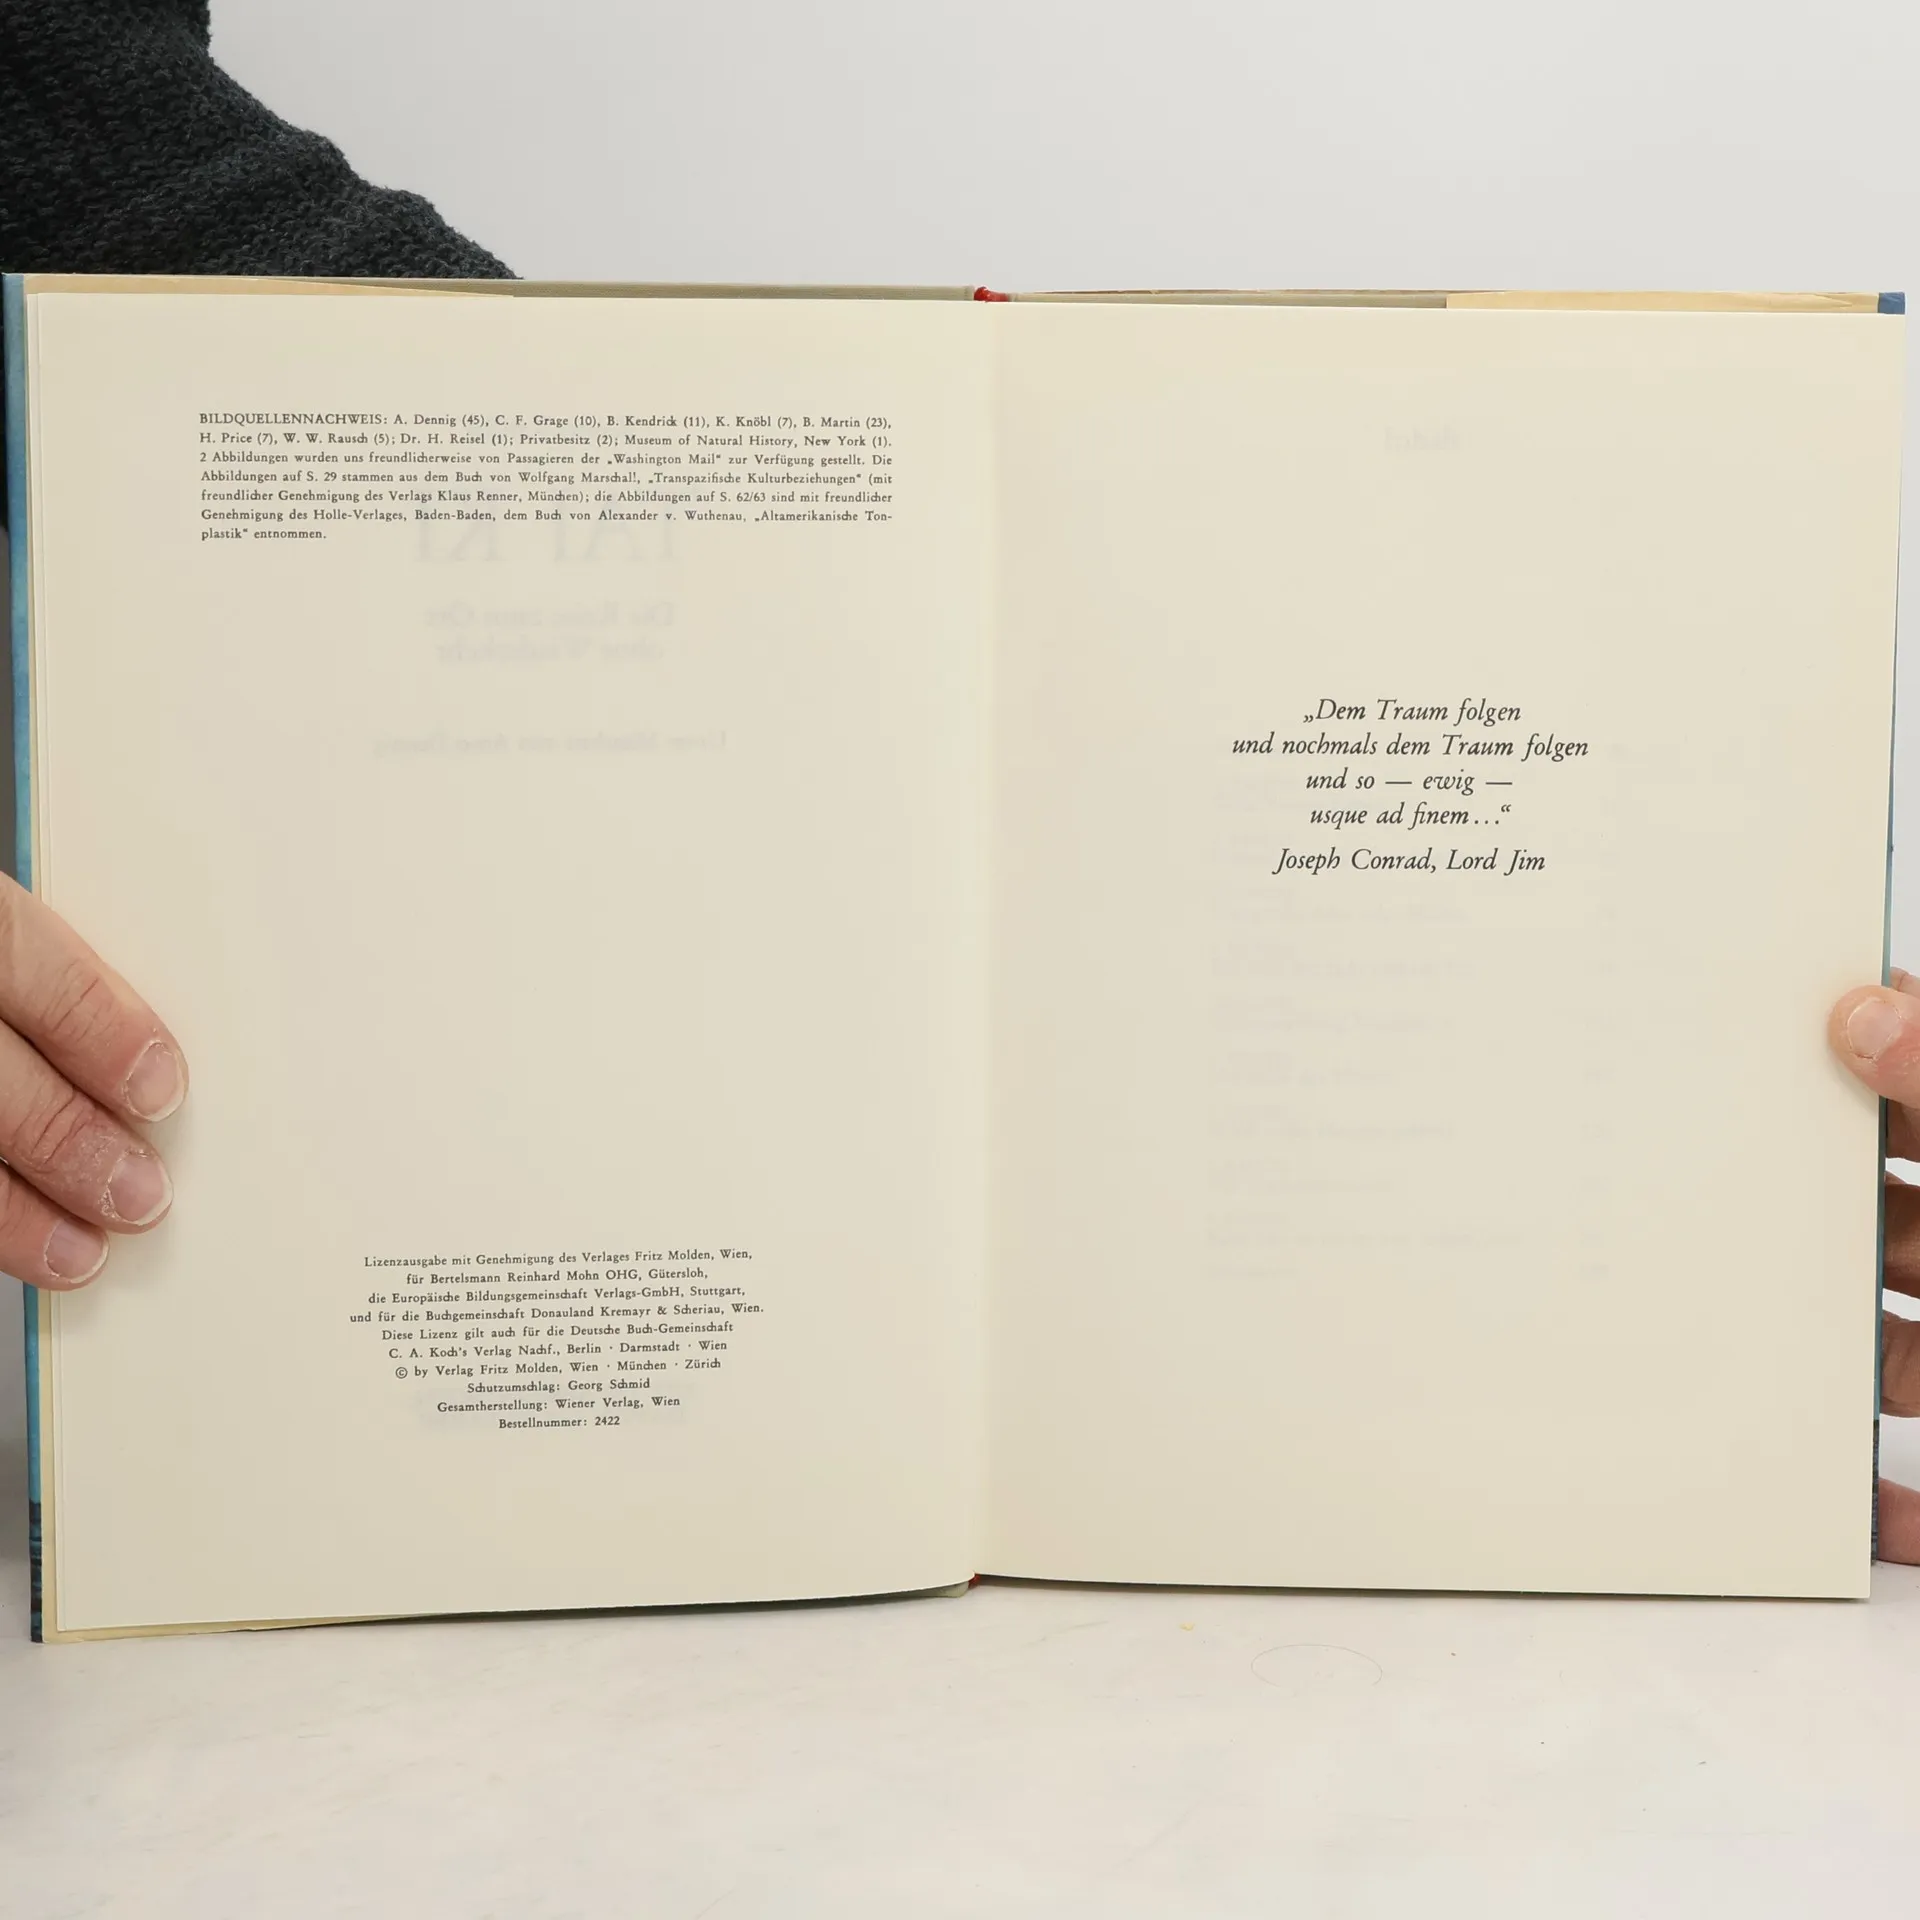 BILDQUELLENNACHWEIS: A. Dennig (45), C. F. Grage (10), B. Kendrick (11), K. Knöbl (7), B. Martin (23),
H. Price (7), W. W. Rausch (5); Dr. H. Reisel (1); Privatbesitz (2); Museum of Natural History, New York (1).
2 Abbildungen wurden uns freundlicherweise von Passagieren der „Washington Mail“ zur Verfügung gestellt. Die
Abbildungen auf S. 29 stammen aus dem Buch von Wolfgang Marschall, „Transpazifische Kulturbeziehungen“ (mit
freundlicher Genehmigung des Verlags Klaus Renner, München); die Abbildungen auf S. 62/63 sind mit freundlicher
Genehmigung des Holle-Verlages, Baden-Baden, dem Buch von Alexander v. Wuthenau, „Altamerikanische Ton-
plastik“ entnommen.
Lizenzausgabe mit Genehmigung des Verlages Fritz Molden, Wien,
für Bertelsmann Reinhard Mohn OHG, Gütersloh,
die Europäische Bildungsgemeinschaft Verlags-GmbH, Stuttgart,
und für die Buchgemeinschaft Donauland Kremayr & Scheriau, Wien.
Diese Lizenz gilt auch für die Deutsche Buch-Gemeinschaft
C. A. Koch's Verlag Nachf., Berlin · Darmstadt · Wien
© by Verlag Fritz Molden, Wien · München · Zürich
Schutzumschlag: Georg Schmid
Gesamtherstellung: Wiener Verlag, Wien
Bestellnummer: 2422
„Dem Traum folgen
und nochmals dem Traum folgen
und so — ewig —
usque ad finem...“
Joseph Conrad, Lord Jim